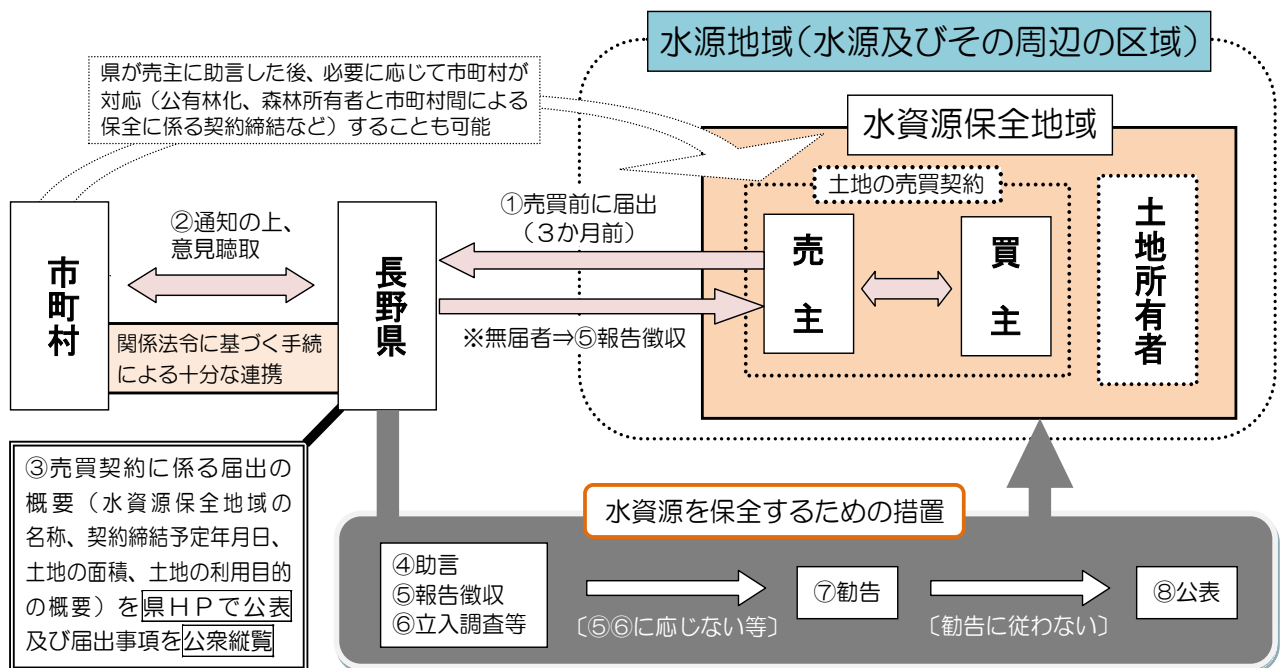 水源地域（水源及びその周辺の区域）
県が売主に助言した後、必要に応じて市町村が
対応（公有林化、森林所有者と市町村間による
保全に係る契約締結など）することも可能
水資源保全地域
土地の売買契約
売主
買主
土地所有者
①売買前に届出
（３か月前）
※無届者⇒⑤報告徴収
②通知の上、
意見聴取
市町村
長野県
関係法令に基づく手続
による十分な連携
③売買契約に係る届出の
概要（水資源保全地域の
名称、契約締結予定年月日、
土地の面積、土地の利用目的
の概要）を県ＨＰで公表
及び届出事項を公衆縦覧
水資源を保全するための措置
④助言
⑤報告徴収
⑥立入調査等
〔⑤⑥に応じない等〕
⑦勧告
〔勧告に従わない〕
⑧公表